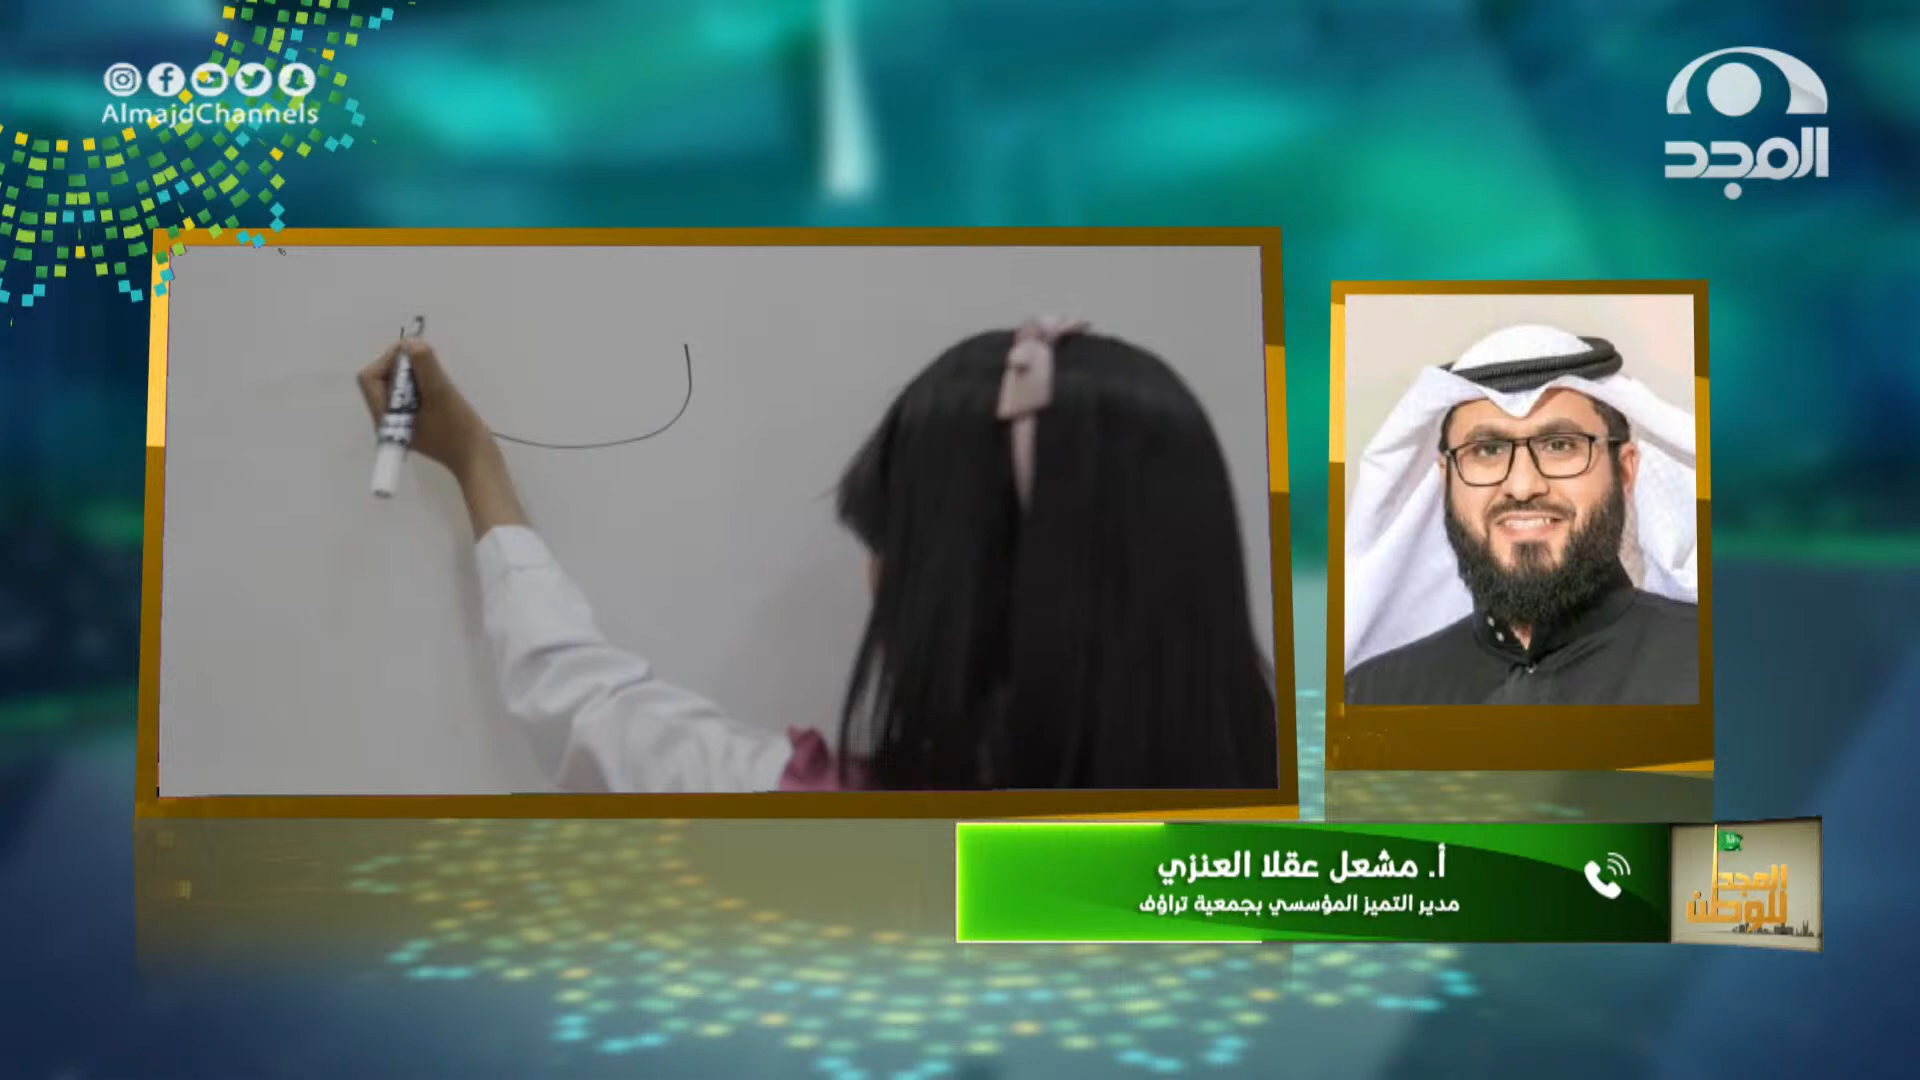 AlmajdChannels
المجد
أ. مشعل عقلا العنزي
مدير التميز المؤسسي بجمعية تراؤف
المجد
للوطن